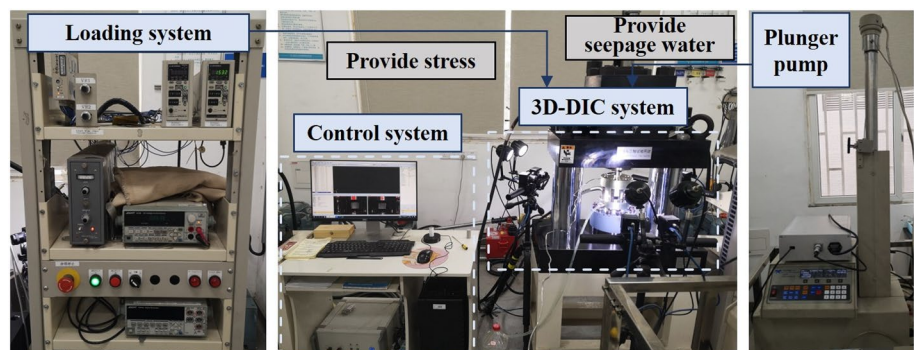 Loading system
Provide stress
Provide
seepage water
Plunger
pump
3D-DIC system
Control system